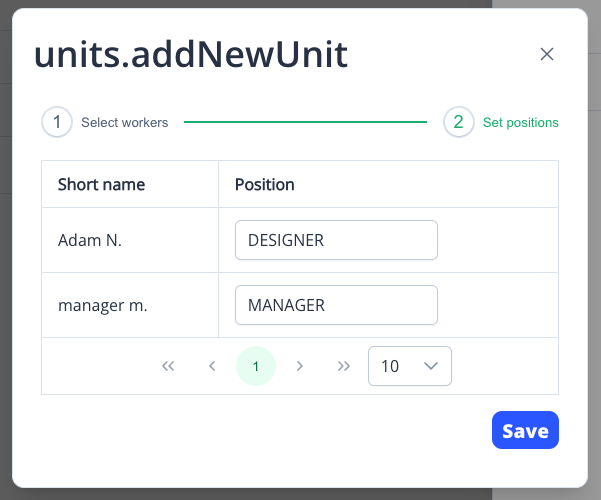 units.addNewUnit
1 Select workers 2 Set positions
Short name Position
Adam N. DESIGNER
manager m. MANAGER
1 10
Save